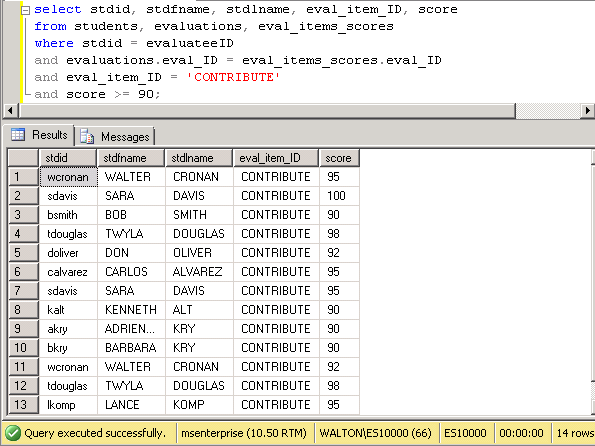 select stdid, stdfname, stdlname, eval_item_ID, score
from students, evaluations, eval_items_scores
where stdid = evaluateeID
and evaluations.eval_ID = eval_items_scores.eval_ID
and eval_item_ID = 'CONTRIBUTE'
and score >= 90;
Results Messages
stdid stdfname stdlname eval_item_ID score
1 wcronan WALTER CRONAN CONTRIBUTE 95
2 sdavis SARA DAVIS CONTRIBUTE 100
3 bsmith BOB SMITH CONTRIBUTE 90
4 tdouglas TWYLA DOUGLAS CONTRIBUTE 98
5 doliver DON OLIVER CONTRIBUTE 92
6 calvarez CARLOS ALVAREZ CONTRIBUTE 95
7 sdavis SARA DAVIS CONTRIBUTE 95
8 kalt KENNETH ALT CONTRIBUTE 90
9 akry ADRIEN... KRY CONTRIBUTE 90
10 bkry BARBARA KRY CONTRIBUTE 90
11 wcronan WALTER CRONAN CONTRIBUTE 92
12 tdouglas TWYLA DOUGLAS CONTRIBUTE 98
13 lkomp LANCE KOMP CONTRIBUTE 95
Query executed successfully. msenterprise (10.50 RTM) WALTON\ES10000 (66) ES10000 00:00:00 14 rows